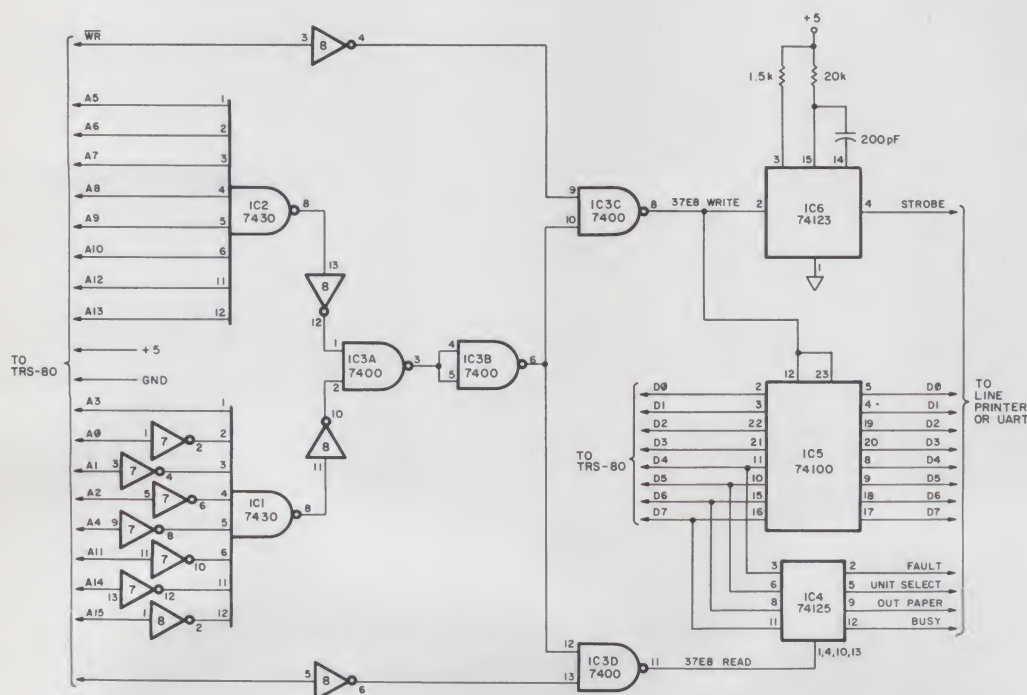 WR
3
8
4
A5
1
A6
2
A7
3
A8
4
A9
5
A10
6
A12
11
A13
12
IC2
7430
8
13
8
12
TO
TRS-80
+5
GND
A3
1
A0
1
7
2
2
A1
3
7
4
3
A2
5
7
6
4
A4
9
7
8
5
A11
11
7
10
6
A14
13
7
12
11
A15
1
8
2
12
IC1
7430
8
11
8
10
1
2
IC3A
7400
3
4
5
IC3B
7400
6
5
8
6
9
10
IC3C
7400
8
37E8 WRITE
12
13
IC3D
7400
11
37E8 READ
+5
1.5k
20k
200pF
3
15
14
2
IC6
74123
4
STROBE
1
12
23
TO
TRS-80
D0
2
5
D0
D1
3
4
D1
D2
22
19
D2
D3
21
20
D3
D4
11
8
D4
D5
10
9
D5
D6
15
18
D6
D7
16
17
D7
IC5
74100
TO
LINE
PRINTER
OR UART
3
2
FAULT
6
5
UNIT SELECT
8
9
OUT PAPER
11
12
BUSY
IC4
74125
1,4,10,13